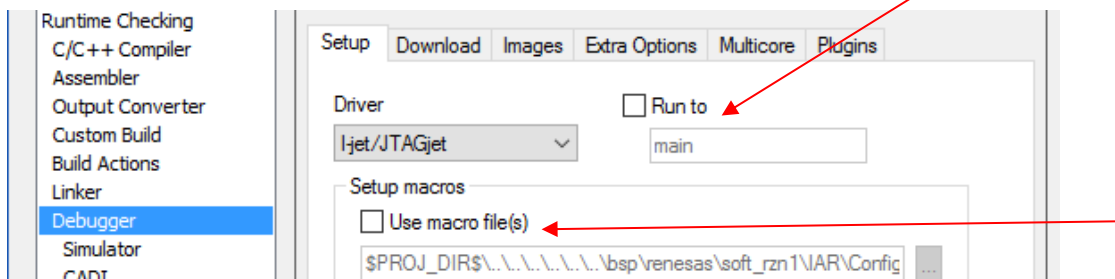 Runtime Checking
C/C++ Compiler
Assembler
Output Converter
Custom Build
Build Actions
Linker
Debugger
Simulator
CADI
Setup Download Images Extra Options Multicore Plugins
Driver
Run to
I-jet/JTAGjet
main
Setup macros
Use macro file(s)
$PROJ_DIR$\..\..\..\..\..\..\bsp\renesas\soft_rzn1\IAR\Config
...